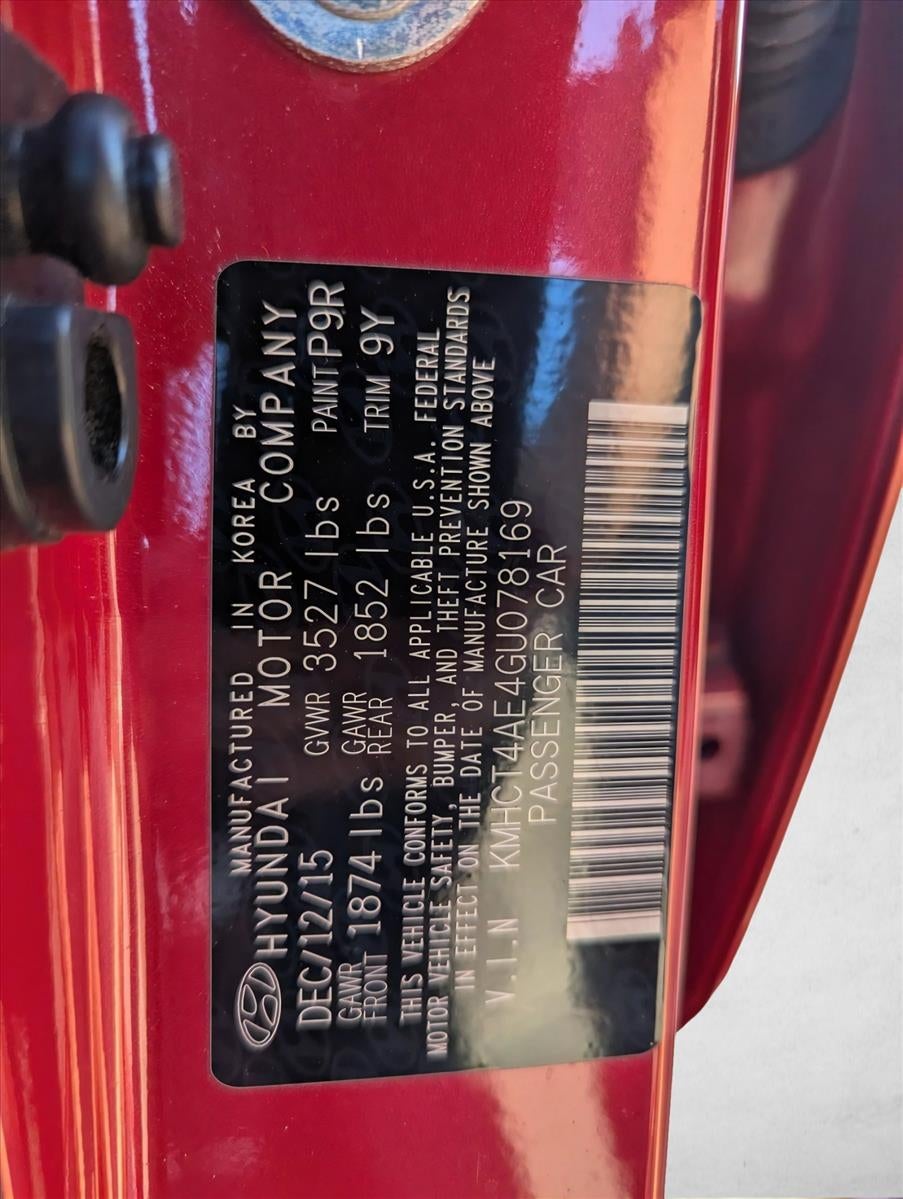 MANUFACTURED IN KOREA BY
HYUNDAI MOTOR COMPANY
DEC/12/15 GVWR 3527 lbs PAINT P9R
GAWR FRONT 1874 lbs GAWR REAR 1852 lbs TRIM 9Y
THIS VEHICLE CONFORMS TO ALL APPLICABLE U.S.A. FEDERAL
MOTOR VEHICLE SAFETY, BUMPER, AND THEFT PREVENTION STANDARDS
IN EFFECT ON THE DATE OF MANUFACTURE SHOWN ABOVE
V.I.N KMHCT4AE4GU078169
PASSENGER CAR